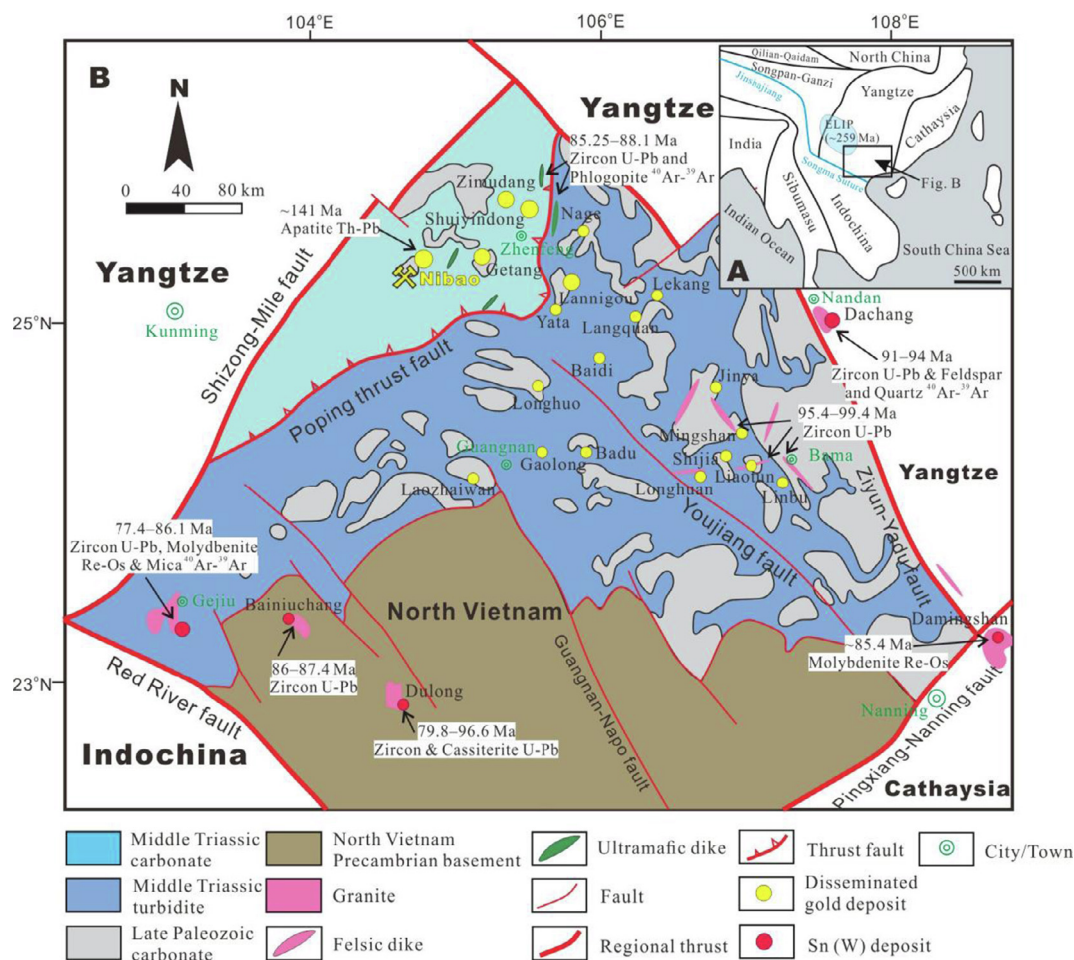 104°E
106°E
108°E
B
N
0 40 80 km
Yangtze
85.25–88.1 Ma
Zircon U-Pb and
Phlogopite ⁴⁰Ar-³⁹Ar
Zimudang
Shuiyindong
Nage
Zhenfeng
~141 Ma
Apatite Th-Pb
Getang
Nibao
Yangtze
Kunming
Shizong-Mile fault
25°N
Lannigou
Lekang
Yata
Langquan
Poping thrust fault
Baidi
Longhuo
Jinya
Nandan
Dachang
91–94 Ma
Zircon U-Pb & Feldspar
and Quartz ⁴⁰Ar-³⁹Ar
95.4–99.4 Ma
Zircon U-Pb
Mingshan
Guangnan
Gaolong
Badu
Shijia
Bama
Liaotun
Laozhaiwan
Longhuan
Linbu
Yangtze
Youjiang fault
Ziyun-Yadu fault
77.4–86.1 Ma
Zircon U-Pb, Molydbenite
Re-Os & Mica ⁴⁰Ar-³⁹Ar
Gejiu
Bainiuchang
North Vietnam
Damingshan
~85.4 Ma
Molybdenite Re-Os
86–87.4 Ma
Zircon U-Pb
23°N
Red River fault
Dulong
Guangnan-Napo fault
Nanning
79.8–96.6 Ma
Zircon & Cassiterite U-Pb
Indochina
Pingxiang-Nanning fault
Cathaysia
Qilian-Qaidam
North China
Songpan-Ganzi
Jinshajiang
Yangtze
Cathaysia
ELIP
(~259 Ma)
India
Songma Suture
Fig. B
Sibumasu
Indochina
Indian Ocean
South China Sea
A
500 km
Middle Triassic
carbonate
North Vietnam
Precambrian basement
Ultramafic dike
Thrust fault
City/Town
Middle Triassic
turbidite
Granite
Fault
Disseminated
gold deposit
Late Paleozoic
carbonate
Felsic dike
Regional thrust
Sn (W) deposit